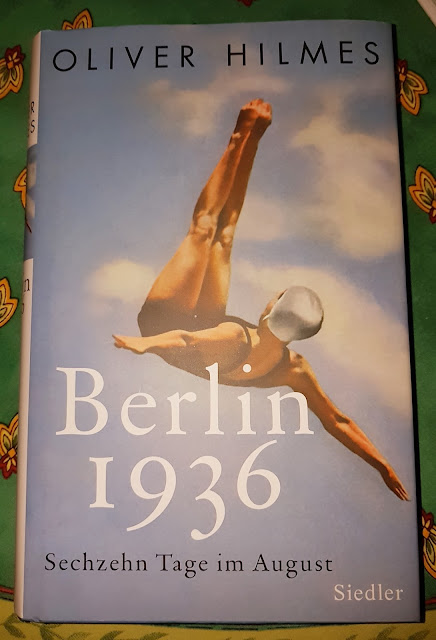 OLIVER HILMES
Berlin
1936
Sechzehn Tage im August
Siedler